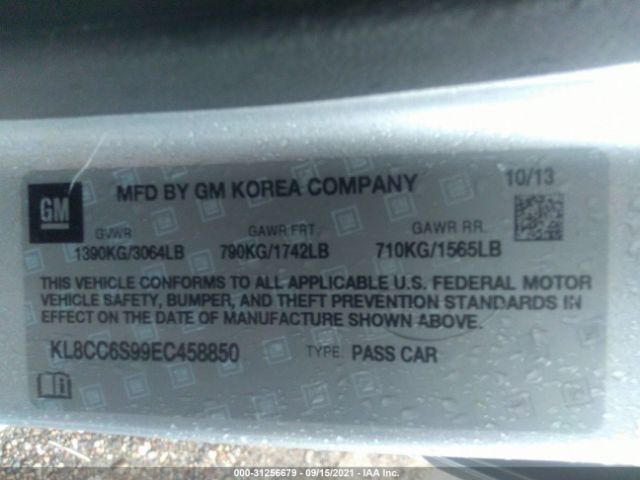 GM
MFD BY GM KOREA COMPANY
10/13
GVWR
GAWR FRT.
GAWR RR.
1390KG/3064LB
790KG/1742LB
710KG/1565LB
THIS VEHICLE CONFORMS TO ALL APPLICABLE U.S. FEDERAL MOTOR
VEHICLE SAFETY, BUMPER, AND THEFT PREVENTION STANDARDS IN
EFFECT ON THE DATE OF MANUFACTURE SHOWN ABOVE.
KL8CC6S99EC458850
TYPE: PASS CAR
000-31256679 - 09/15/2021 - IAA Inc.